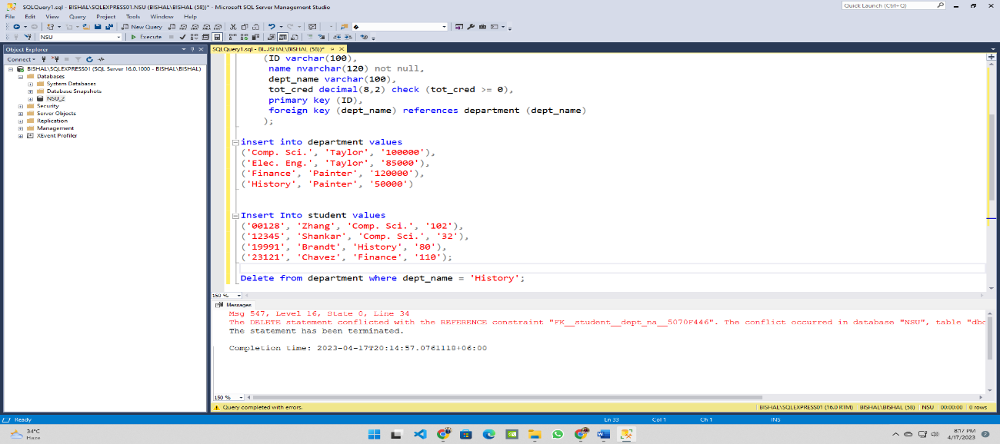 SQLQuery1.sql - BISHAL\SQLEXPRESS01.NSU (BISHAL\BISHAL (58))* - Microsoft SQL Server Management Studio
Quick Launch (Ctrl+Q)
File Edit View Query Project Tools Window Help
New Query
NSU Execute
Object Explorer
SQLQuery1.sql - BI...ISHAL\BISHAL (58))*
Connect
BISHAL\SQLEXPRESS01 (SQL Server 16.0.1000 - BISHAL\BISHAL)
Databases
System Databases
Database Snapshots
NSU_2
Security
Server Objects
Replication
Management
XEvent Profiler
(ID varchar(100),
name nvarchar(120) not null,
dept_name varchar(100),
tot_cred decimal(8,2) check (tot_cred >= 0),
primary key (ID),
foreign key (dept_name) references department (dept_name)
);
insert into department values
('Comp. Sci.', 'Taylor', '100000'),
('Elec. Eng.', 'Taylor', '85000'),
('Finance', 'Painter', '120000'),
('History', 'Painter', '50000')
Insert Into student values
('00128', 'Zhang', 'Comp. Sci.', '102'),
('12345', 'Shankar', 'Comp. Sci.', '32'),
('19991', 'Brandt', 'History', '80'),
('23121', 'Chavez', 'Finance', '110');
Delete from department where dept_name = 'History';
150 %
Messages
Msg 547, Level 16, State 0, Line 34
The DELETE statement conflicted with the REFERENCE constraint "FK__student__dept_na__5070F446". The conflict occurred in database "NSU", table "dbo
The statement has been terminated.
Completion time: 2023-04-17T20:14:57.0761118+06:00
150 %
Query completed with errors. BISHAL\SQLEXPRESS01 (16.0 RTM) BISHAL\BISHAL (58) NSU 00:00:00 0 rows
Ready Ln 33 Col 1 Ch 1 INS
34°C
Haze
8:17 PM
4/17/2023